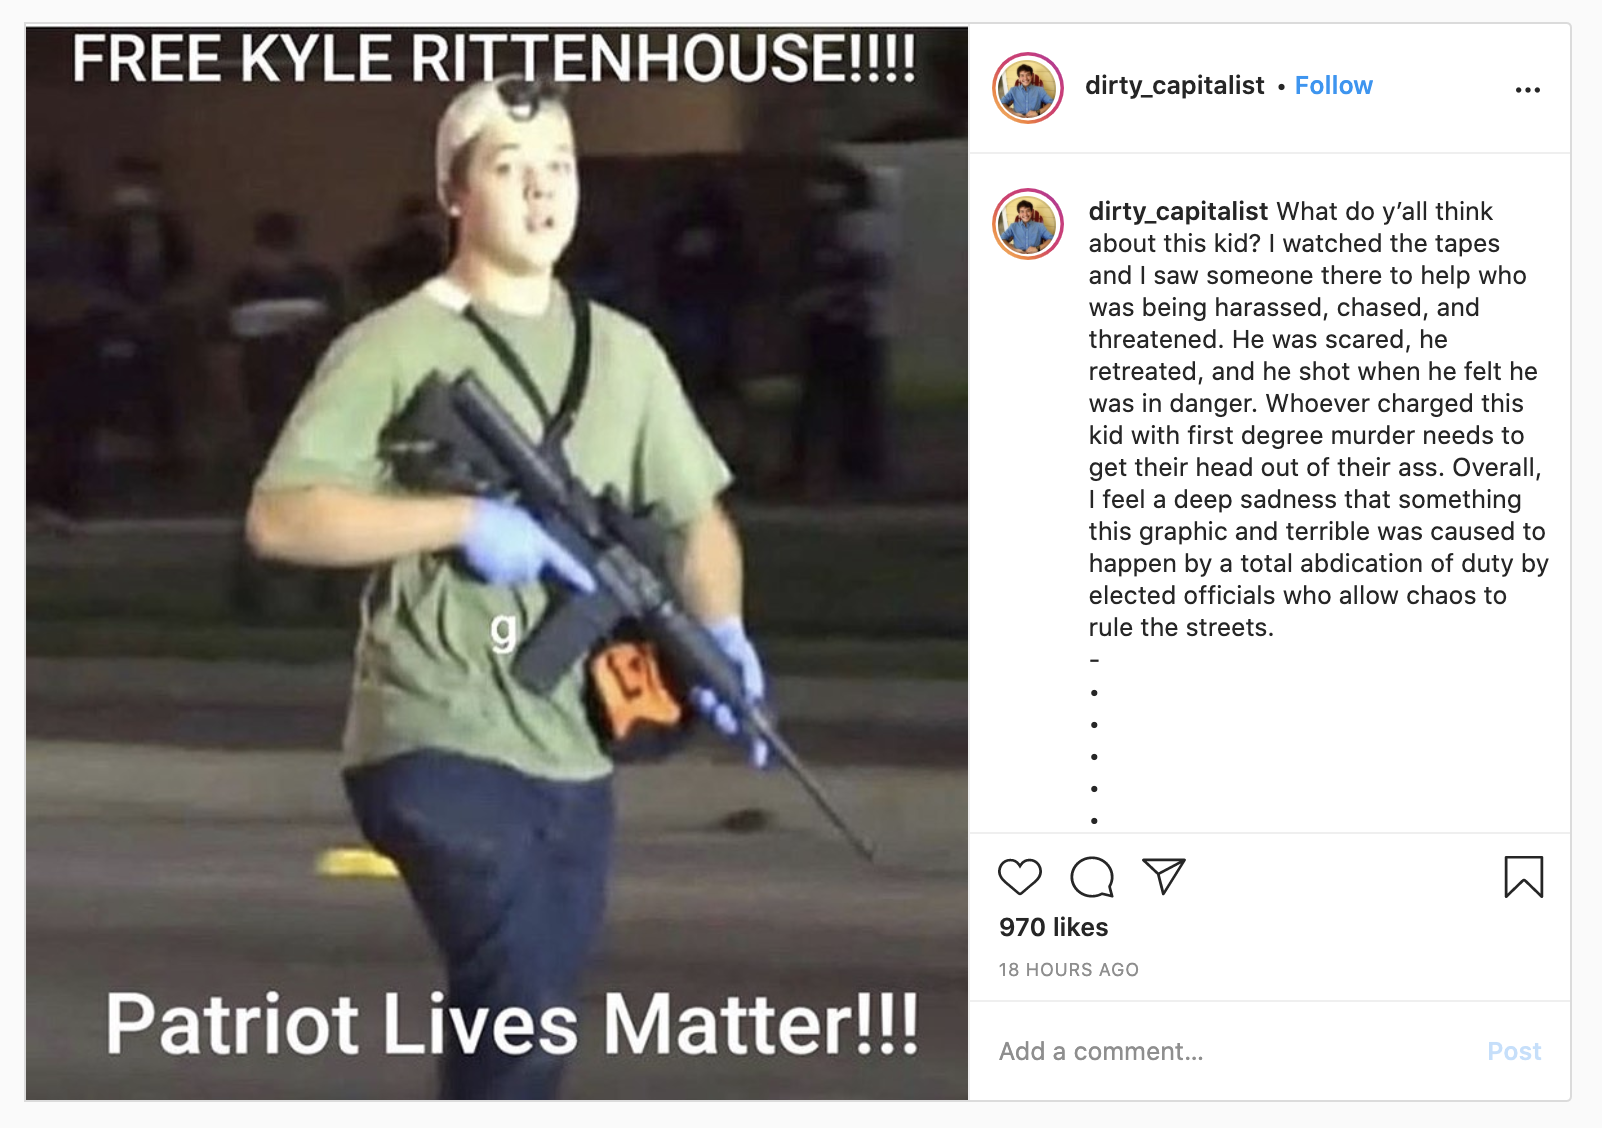 FREE KYLE RITTENHOUSE!!!!
g
Patriot Lives Matter!!!
dirty_capitalist • Follow
...
dirty_capitalist What do y’all think
about this kid? I watched the tapes
and I saw someone there to help who
was being harassed, chased, and
threatened. He was scared, he
retreated, and he shot when he felt he
was in danger. Whoever charged this
kid with first degree murder needs to
get their head out of their ass. Overall,
I feel a deep sadness that something
this graphic and terrible was caused to
happen by a total abdication of duty by
elected officials who allow chaos to
rule the streets.
-
•
•
•
•
•
970 likes
18 HOURS AGO
Add a comment...
Post